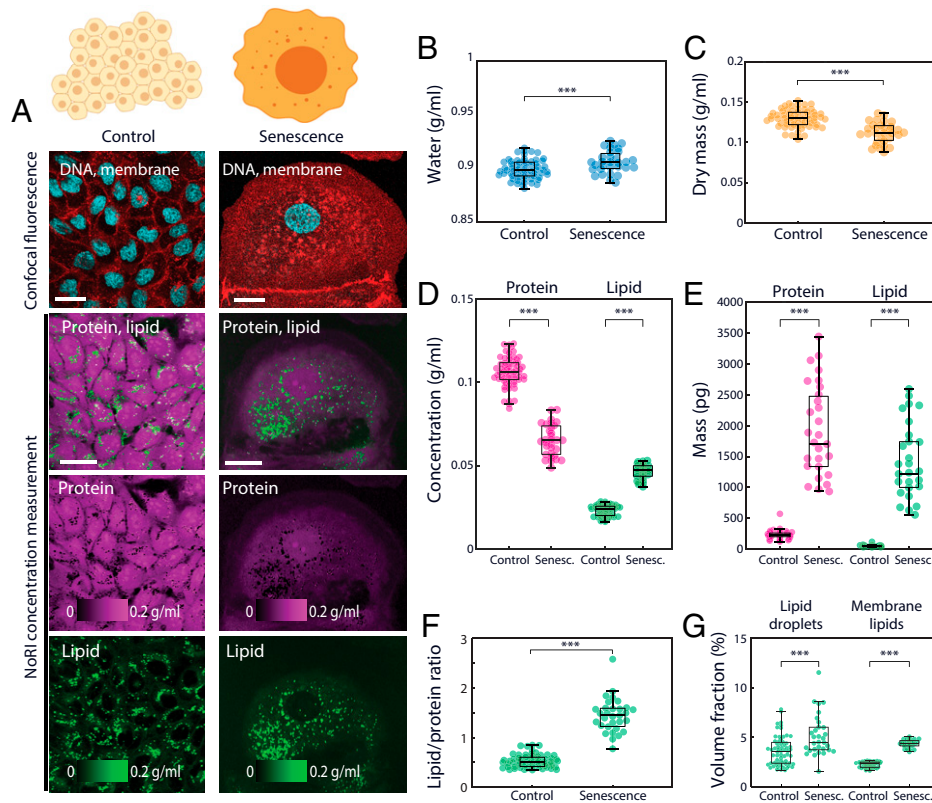 A
Control
Senescence
Confocal fluorescence
DNA, membrane
DNA, membrane
NoRI concentration measurement
Protein, lipid
Protein, lipid
Protein
0
0.2 g/ml
Protein
0
0.2 g/ml
Lipid
0
0.2 g/ml
Lipid
0
0.2 g/ml
B
Water (g/ml)
1
0.95
0.9
0.85
***
Control
Senescence
C
Dry mass (g/ml)
0.2
0.15
0.1
0.05
0
***
Control
Senescence
D
Protein
Lipid
Concentration (g/ml)
0.15
0.1
0.05
0
***
***
Control
Senesc.
Control
Senesc.
E
Protein
Lipid
Mass (pg)
4000
3500
3000
2500
2000
1500
1000
500
0
***
***
Control
Senesc.
Control
Senesc.
F
Lipid/protein ratio
3
2.5
2
1.5
1
0.5
0
***
Control
Senescence
G
Lipid
droplets
Membrane
lipids
Volume fraction (%)
15
10
5
0
***
***
Control
Senesc.
Control
Senesc.